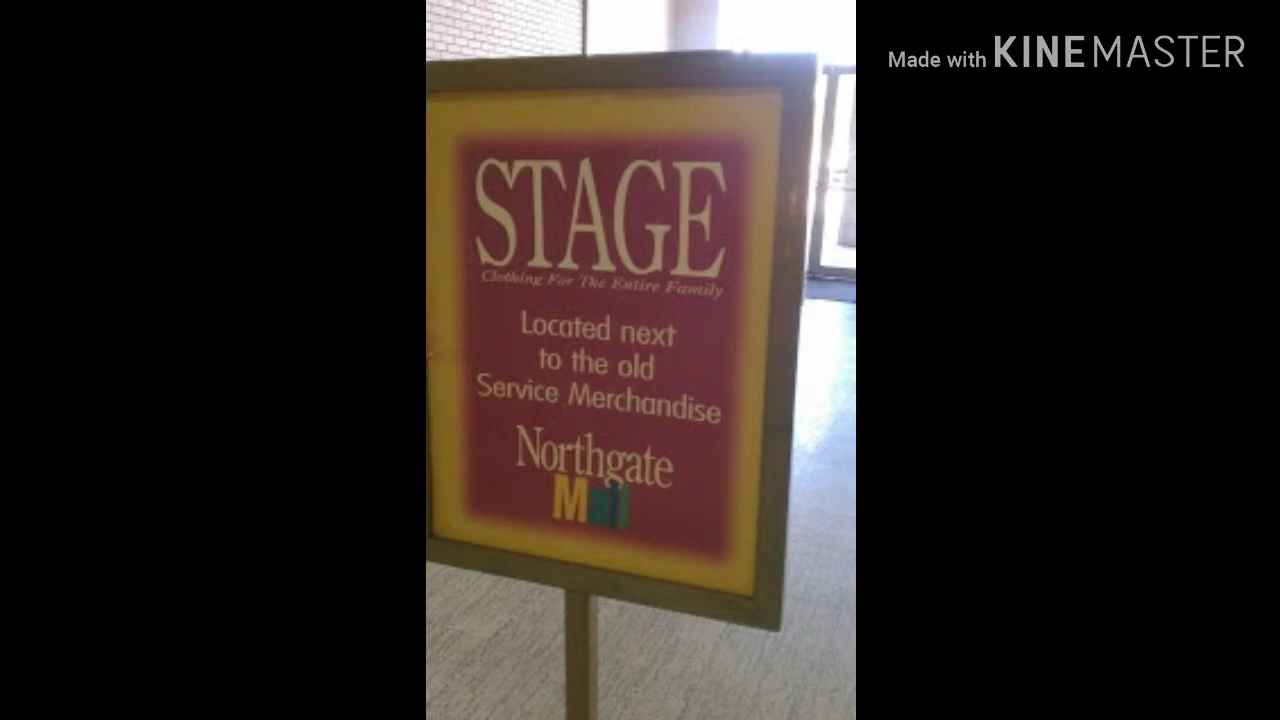 Made with KINEMASTER
STAGE
Clothing For The Entire Family
Located next
to the old
Service Merchandise
Northgate
Mall